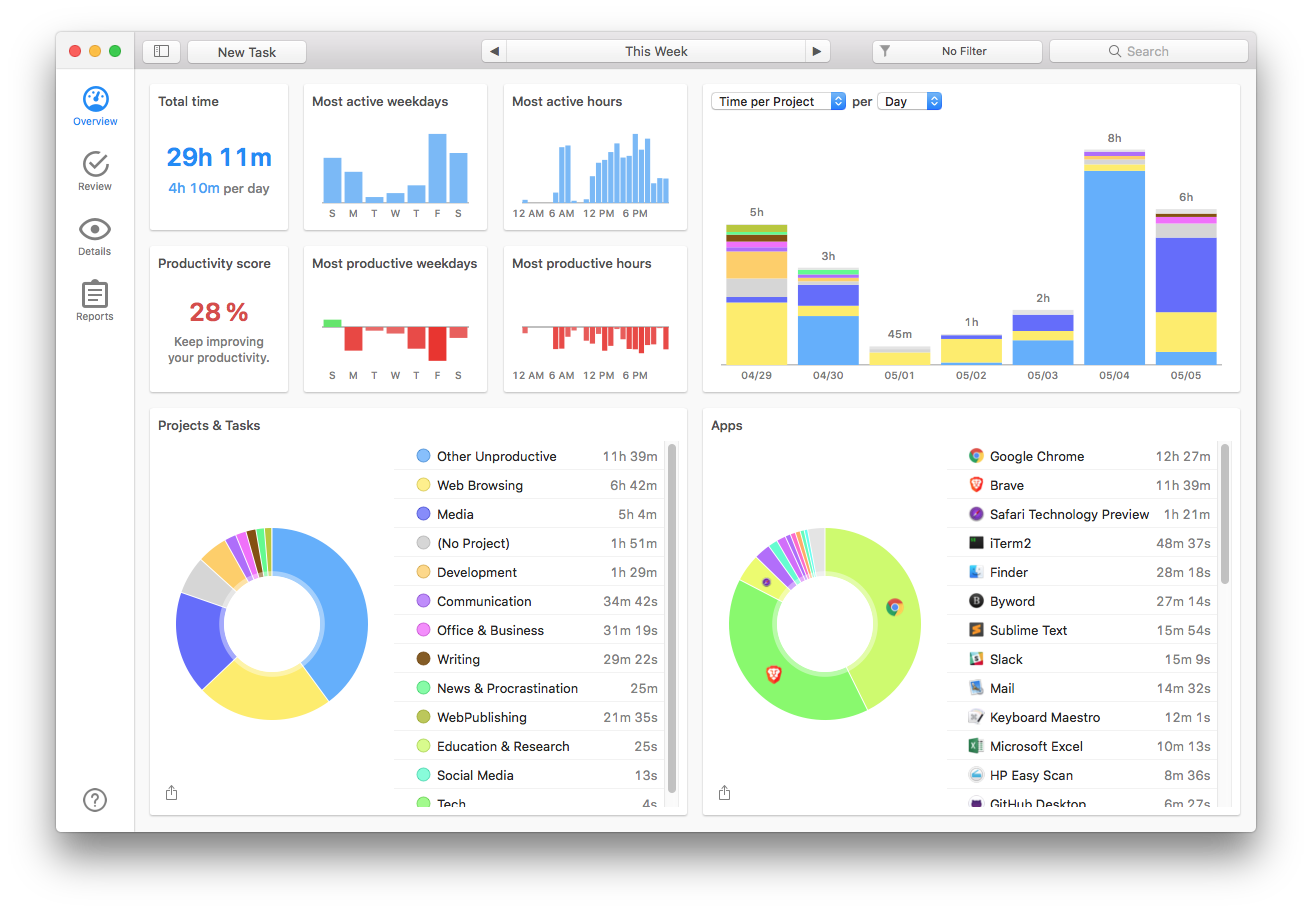 New Task
This Week
No Filter
Search
Overview
Review
Details
Reports
Total time
29h 11m
4h 10m per day
Most active weekdays
S M T W T F S
Most active hours
12 AM 6 AM 12 PM 6 PM
Productivity score
28 %
Keep improving
your productivity.
Most productive weekdays
S M T W T F S
Most productive hours
12 AM 6 AM 12 PM 6 PM
Time per Project per Day
5h
3h
45m
1h
2h
8h
6h
04/29 04/30 05/01 05/02 05/03 05/04 05/05
Projects & Tasks
Other Unproductive 11h 39m
Web Browsing 6h 42m
Media 5h 4m
(No Project) 1h 51m
Development 1h 29m
Communication 34m 42s
Office & Business 31m 19s
Writing 29m 22s
News & Procrastination 25m
WebPublishing 21m 35s
Education & Research 25s
Social Media 13s
Tech 4s
Apps
Google Chrome 12h 27m
Brave 11h 39m
Safari Technology Preview 1h 21m
iTerm2 48m 37s
Finder 28m 18s
Byword 27m 14s
Sublime Text 15m 54s
Slack 15m 9s
Mail 14m 32s
Keyboard Maestro 12m 1s
Microsoft Excel 10m 13s
HP Easy Scan 8m 36s
GitHub Desktop 6m 27s